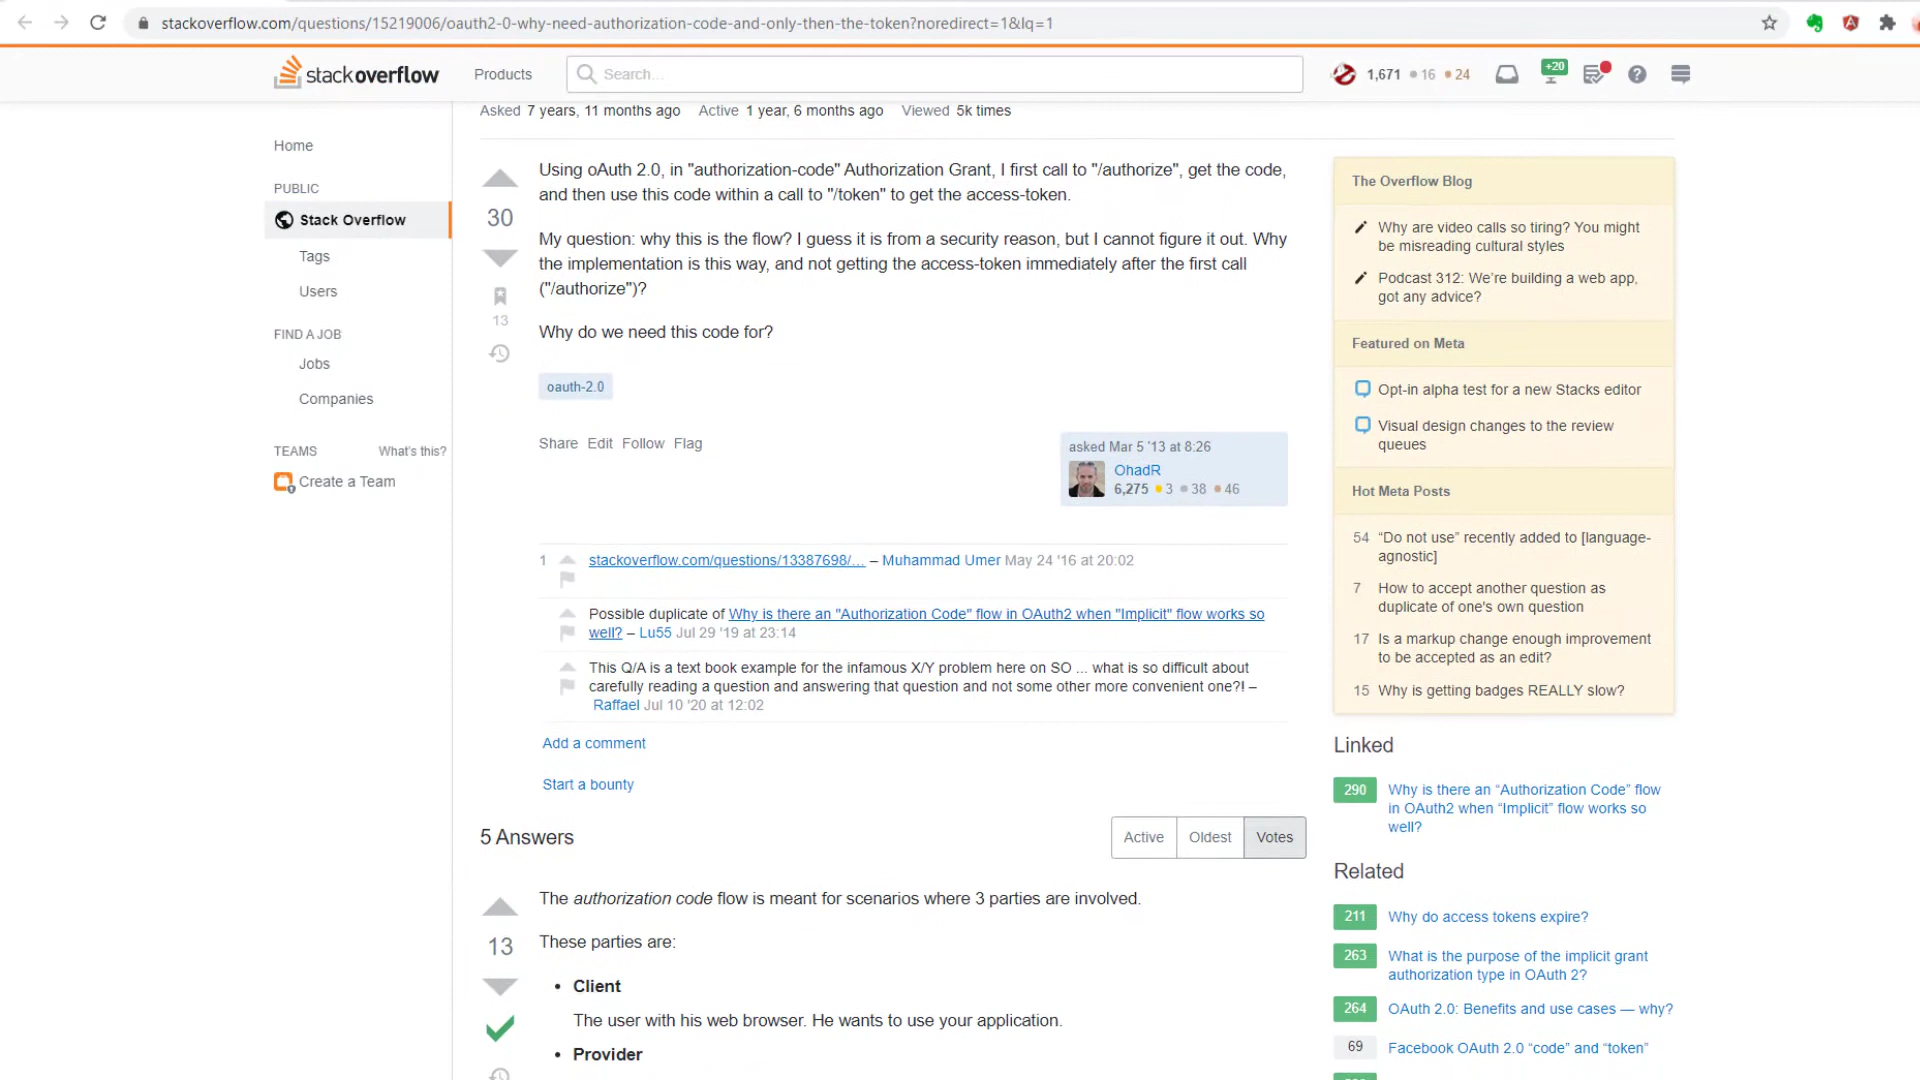 stackoverflow.com/questions/15219006/oauth2-0-why-need-authorization-code-and-only-then-the-token?noredirect=1&lq=1
stackoverflow
Products
Search…
1,671 16 24
+20
Asked 7 years, 11 months ago Active 1 year, 6 months ago Viewed 5k times
Home
PUBLIC
Stack Overflow
Tags
Users
FIND A JOB
Jobs
Companies
TEAMS What's this?
Create a Team
30
13
Using oAuth 2.0, in "authorization-code" Authorization Grant, I first call to "/authorize", get the code,
and then use this code within a call to "/token" to get the access-token.
My question: why this is the flow? I guess it is from a security reason, but I cannot figure it out. Why
the implementation is this way, and not getting the access-token immediately after the first call
("/authorize")?
Why do we need this code for?
oauth-2.0
Share Edit Follow Flag
asked Mar 5 '13 at 8:26
OhadR
6,275 3 38 46
1 stackoverflow.com/questions/13387698/… – Muhammad Umer May 24 '16 at 20:02
Possible duplicate of Why is there an "Authorization Code" flow in OAuth2 when "Implicit" flow works so
well? – Lu55 Jul 29 '19 at 23:14
This Q/A is a text book example for the infamous X/Y problem here on SO ... what is so difficult about
carefully reading a question and answering that question and not some other more convenient one?! –
Raffael Jul 10 '20 at 12:02
Add a comment
Start a bounty
5 Answers
Active Oldest Votes
13
The authorization code flow is meant for scenarios where 3 parties are involved.
These parties are:
• Client
The user with his web browser. He wants to use your application.
• Provider
The Overflow Blog
Why are video calls so tiring? You might
be misreading cultural styles
Podcast 312: We're building a web app,
got any advice?
Featured on Meta
Opt-in alpha test for a new Stacks editor
Visual design changes to the review
queues
Hot Meta Posts
54 “Do not use” recently added to [language-
agnostic]
7 How to accept another question as
duplicate of one's own question
17 Is a markup change enough improvement
to be accepted as an edit?
15 Why is getting badges REALLY slow?
Linked
290 Why is there an “Authorization Code” flow
in OAuth2 when “Implicit” flow works so
well?
Related
211 Why do access tokens expire?
263 What is the purpose of the implicit grant
authorization type in OAuth 2?
264 OAuth 2.0: Benefits and use cases — why?
69 Facebook OAuth 2.0 “code” and “token”